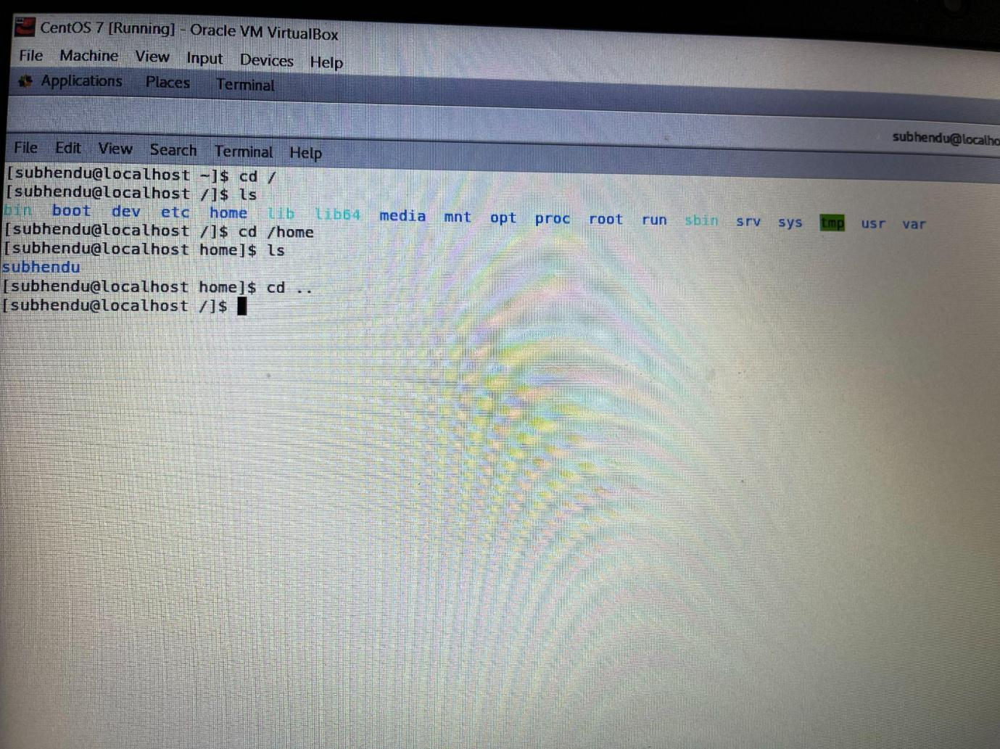 CentOS 7 [Running] - Oracle VM VirtualBox
File Machine View Input Devices Help
Applications Places Terminal
subhendu@localho
File Edit View Search Terminal Help
[subhendu@localhost ~]$ cd /
[subhendu@localhost /]$ ls
bin boot dev etc home lib lib64 media mnt opt proc root run sbin srv sys tmp usr var
[subhendu@localhost /]$ cd /home
[subhendu@localhost home]$ ls
subhendu
[subhendu@localhost home]$ cd ..
[subhendu@localhost /]$